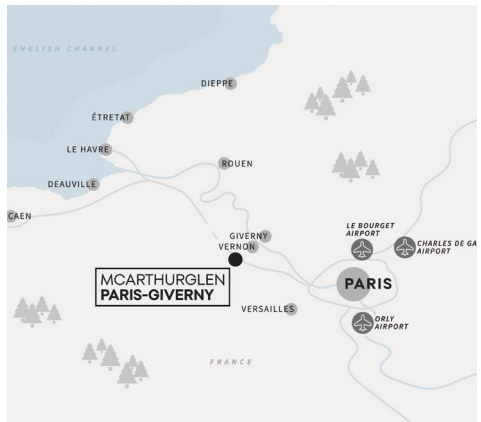 ENGLISH CHANNEL
DIEPPE
ÉTRETAT
LE HAVRE
ROUEN
DEAUVILLE
CAEN
LE BOURGET
AIRPORT
GIVERNY
VERNON
CHARLES DE GA
AIRPORT
MCARTHURGLEN
PARIS-GIVERNY
PARIS
VERSAILLES
ORLY
AIRPORT
FRANCE